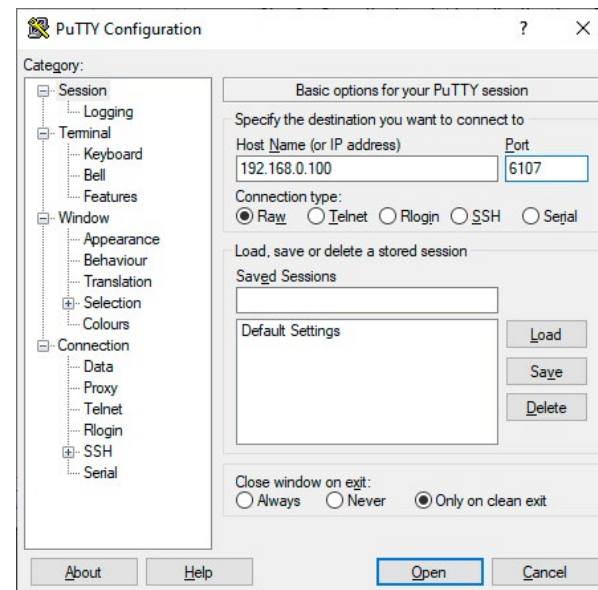 PuTTY Configuration
?
Category:
Session
Logging
Terminal
Keyboard
Bell
Features
Window
Appearance
Behaviour
Translation
Selection
Colours
Connection
Data
Proxy
Telnet
Rlogin
SSH
Serial
Basic options for your PuTTY session
Specify the destination you want to connect to
Host Name (or IP address) Port
192.168.0.100 6107
Connection type:
Raw Telnet Rlogin SSH Serial
Load, save or delete a stored session
Saved Sessions
Default Settings
Load
Save
Delete
Close window on exit:
Always Never Only on clean exit
About Help Open Cancel